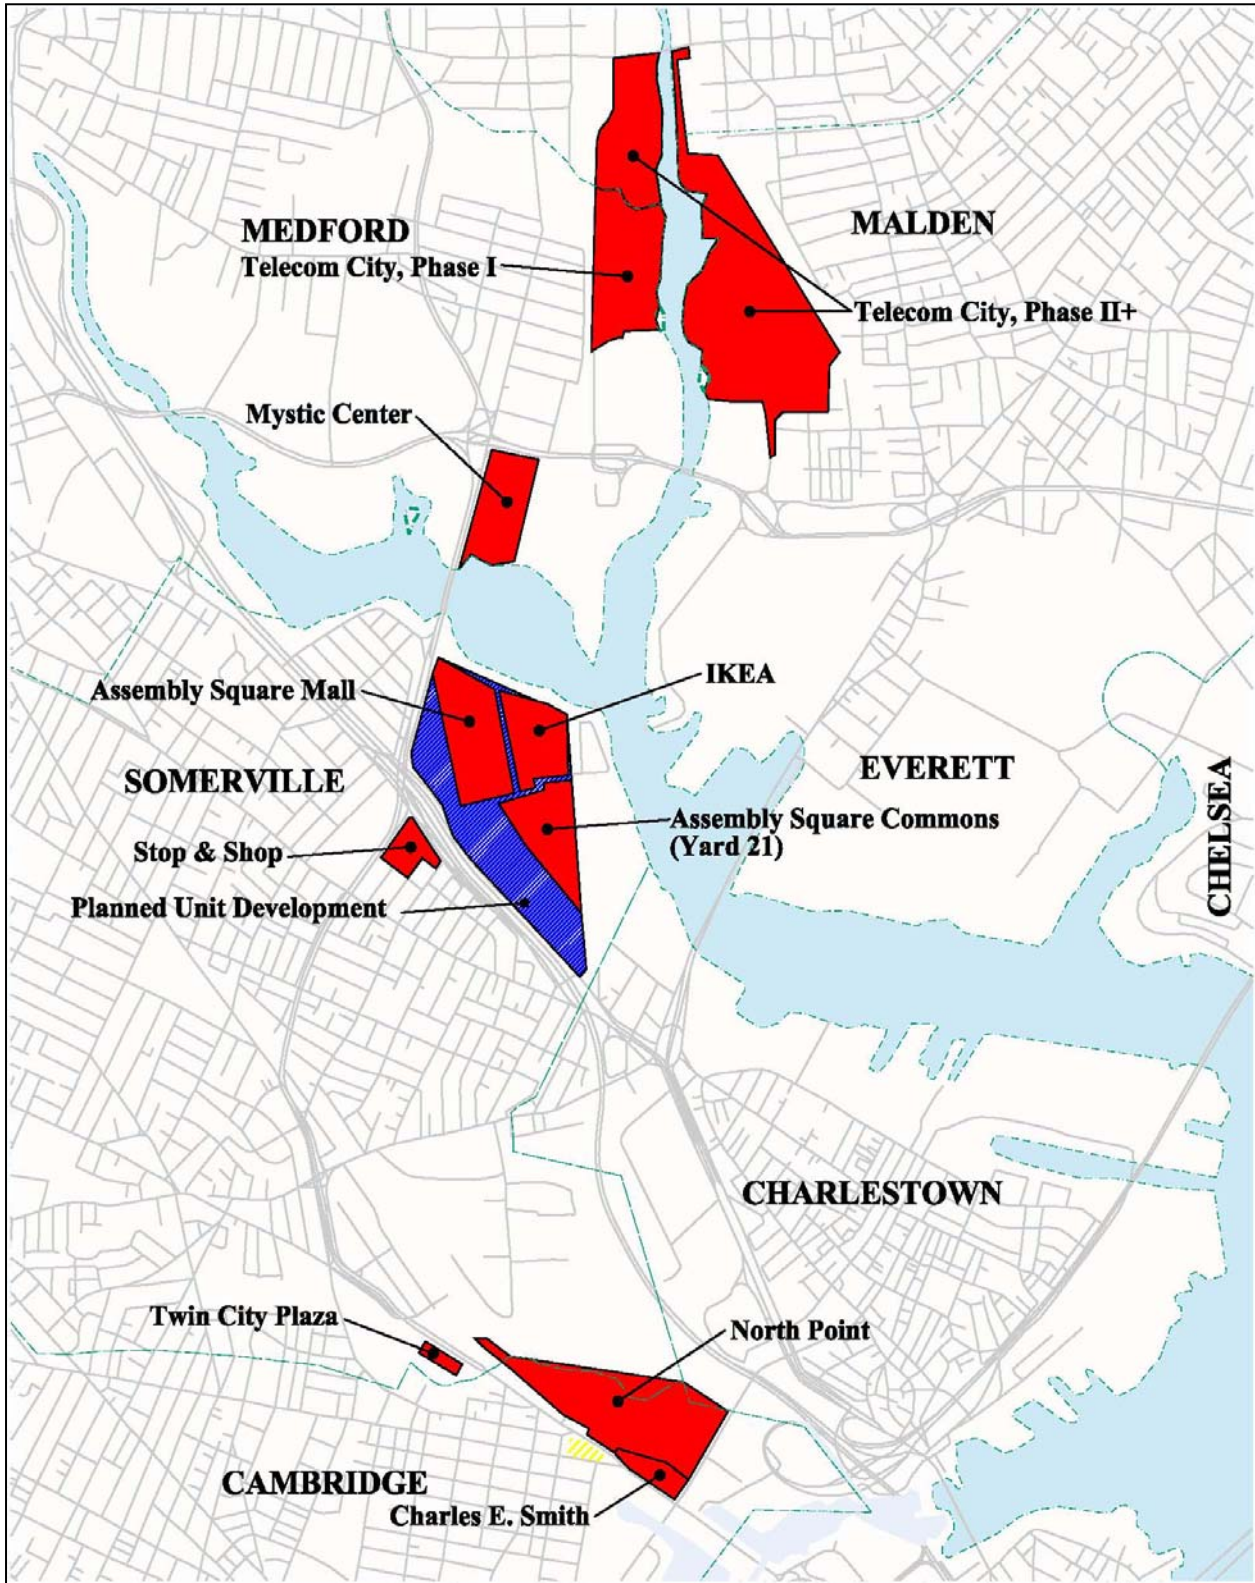 MEDFORD
Telecom City, Phase I
MALDEN
Telecom City, Phase II+
Mystic Center
Assembly Square Mall
IKEA
SOMERVILLE
EVERETT
CHELSEA
Assembly Square Commons
(Yard 21)
Stop & Shop
Planned Unit Development
CHARLESTOWN
Twin City Plaza
North Point
CAMBRIDGE
Charles E. Smith